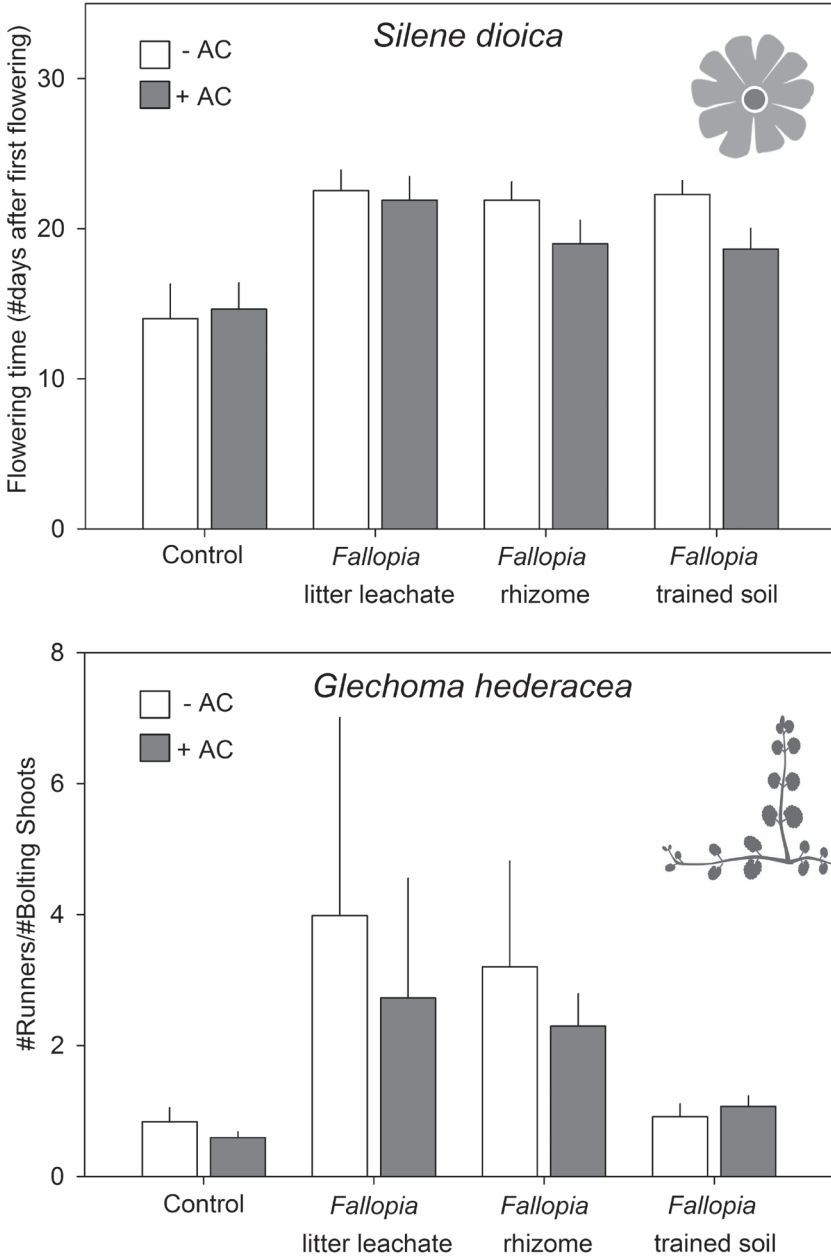 Silene dioica
- AC
+ AC
Flowering time (#days after first flowering)
30
20
10
0
Control
Fallopia
litter leachate
Fallopia
rhizome
Fallopia
trained soil
Glechoma hederacea
- AC
+ AC
#Runners/#Bolting Shoots
8
6
4
2
0
Control
Fallopia
litter leachate
Fallopia
rhizome
Fallopia
trained soil